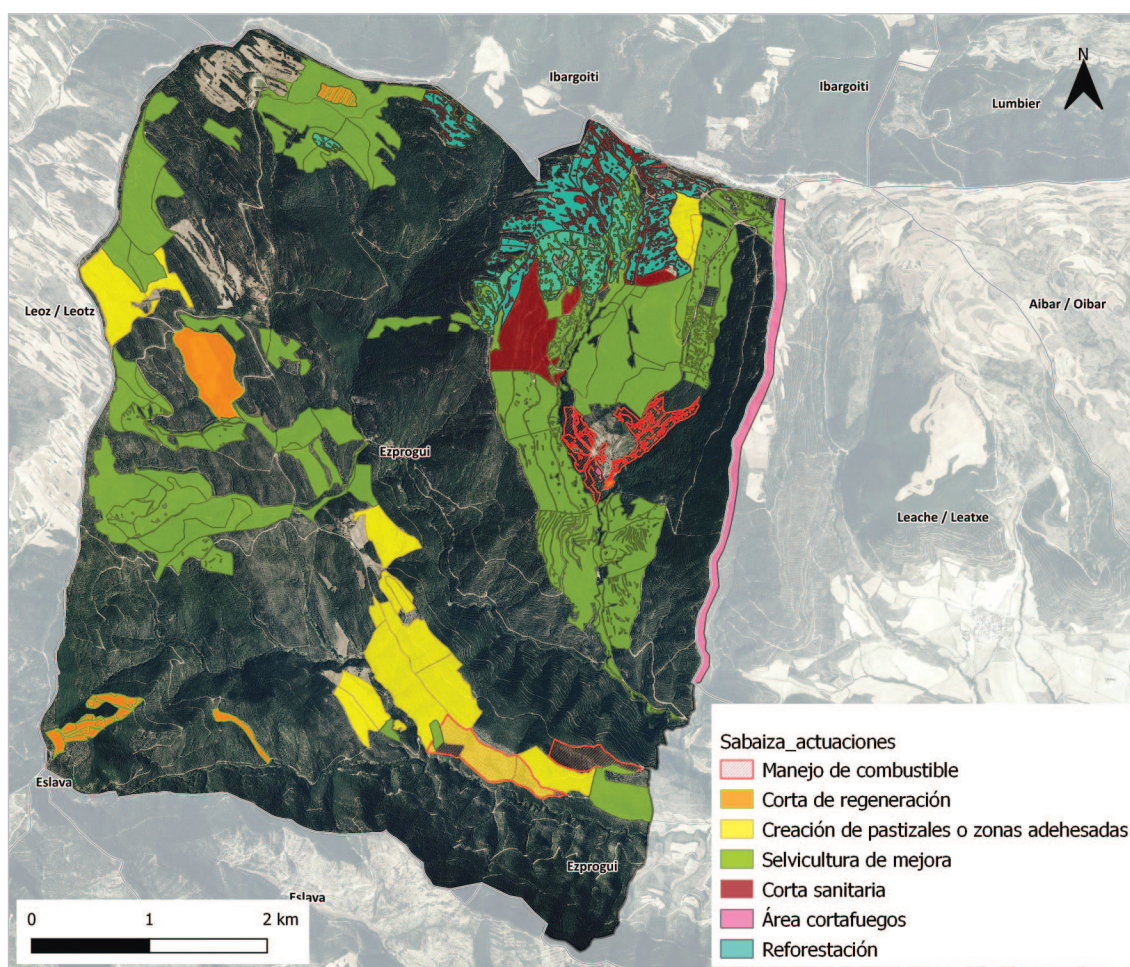 N
Ibargoiti
Ibargoiti
Lumbier
Leoz / Leotz
Aibar / Oibar
Ezprogui
Leache / Leatxe
Eslava
Ezprogui
Eslava
0 1 2 km
Sabaiza_actuaciones
Manejo de combustible
Corta de regeneración
Creación de pastizales o zonas adehesadas
Selvicultura de mejora
Corta sanitaria
Área cortafuegos
Reforestación